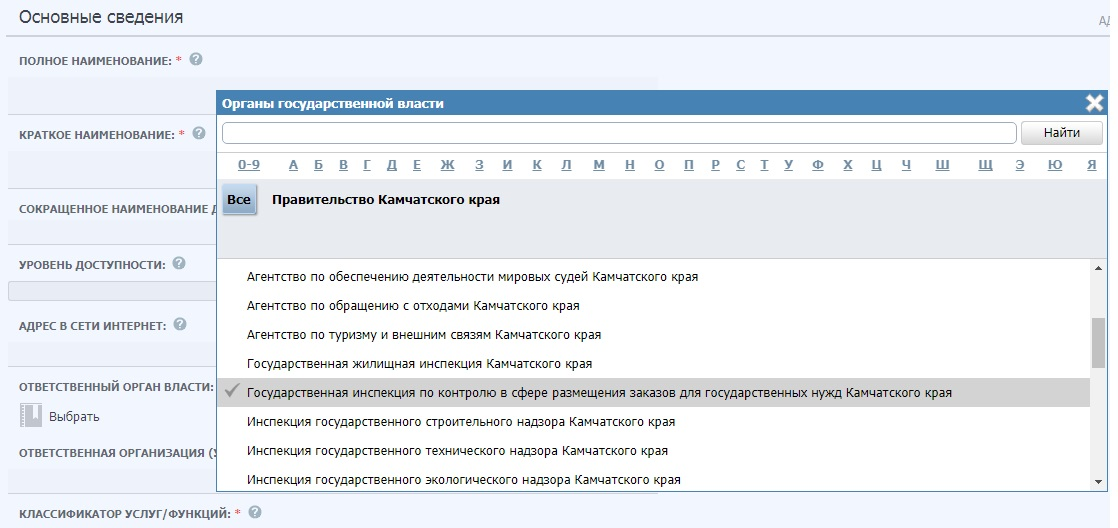 Основные сведения
АД
ПОЛНОЕ НАИМЕНОВАНИЕ: * ?
Органы государственной власти
Найти
КРАТКОЕ НАИМЕНОВАНИЕ: * ?
0-9 А Б В Г Д Е Ж З И К Л М Н О П Р С Т У Ф Х Ц Ч Ш Щ Э Ю Я
Все Правительство Камчатского края
СОКРАЩЕННОЕ НАИМЕНОВАНИЕ Д
УРОВЕНЬ ДОСТУПНОСТИ: ?
Агентство по обеспечению деятельности мировых судей Камчатского края
Агентство по обращению с отходами Камчатского края
АДРЕС В СЕТИ ИНТЕРНЕТ: ?
Агентство по туризму и внешним связям Камчатского края
Государственная жилищная инспекция Камчатского края
ОТВЕТСТВЕННЫЙ ОРГАН ВЛАСТИ:
Государственная инспекция по контролю в сфере размещения заказов для государственных нужд Камчатского края
Выбрать
Инспекция государственного строительного надзора Камчатского края
ОТВЕТСТВЕННАЯ ОРГАНИЗАЦИЯ (У
Инспекция государственного технического надзора Камчатского края
Инспекция государственного экологического надзора Камчатского края
КЛАССИФИКАТОР УСЛУГ/ФУНКЦИЙ: * ?